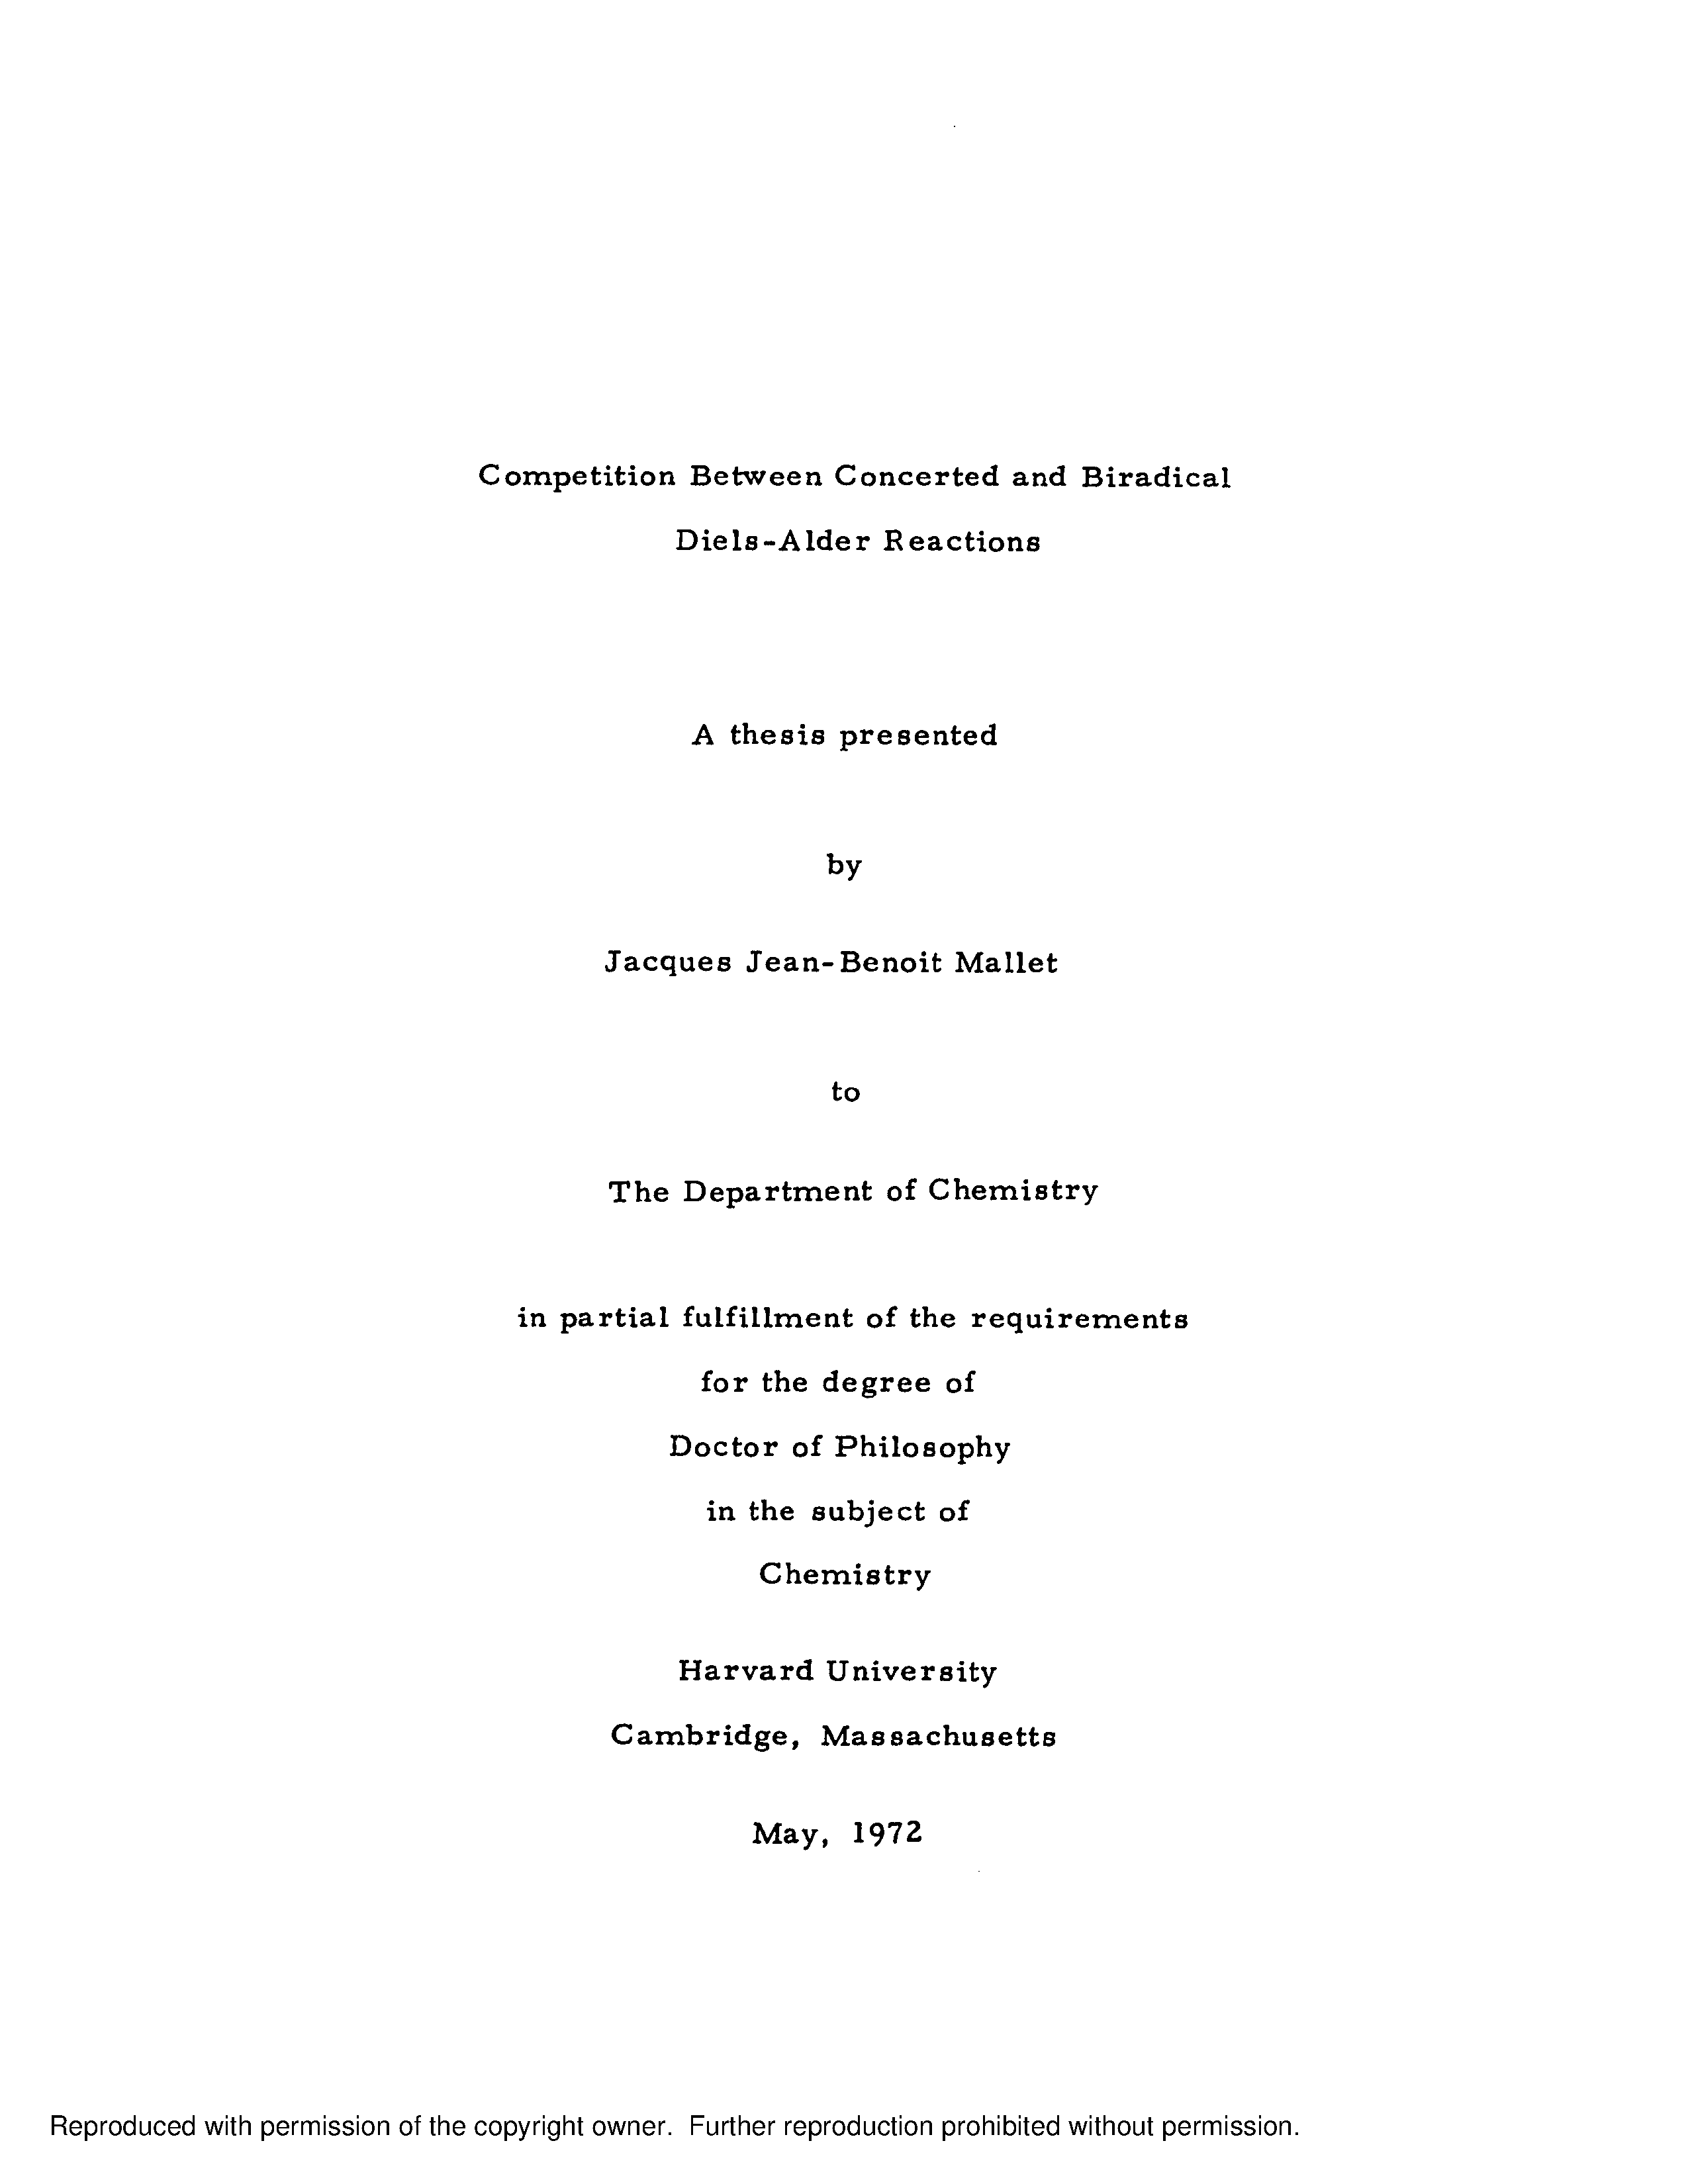 Competition Between Concerted and Biradical
Diels-Alder Reactions
A thesis presented
by
Jacques Jean-Benoit Mallet
to
The Department of Chemistry
in partial fulfillment of the requirements
for the degree of
Doctor of Philosophy
in the subject of
Chemistry
Harvard University
Cambridge, Massachusetts
May, 1972
Reproduced with permission of the copyright owner. Further reproduction prohibited without permission.